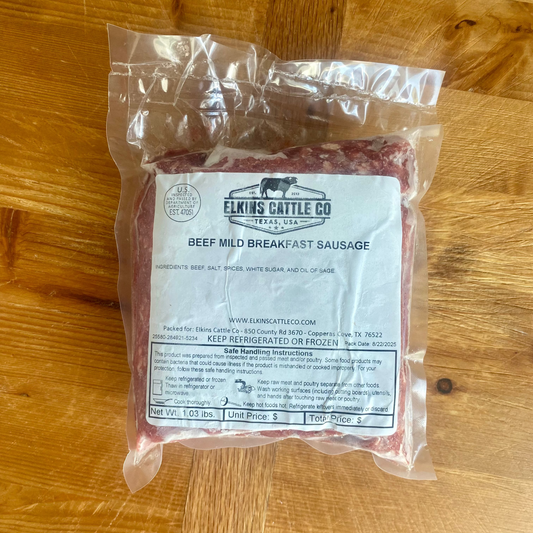 U.S.
INSPECTED
AND PASSED BY
DEPARTMENT OF
AGRICULTURE
EST. 47051
ELKINS CATTLE CO
TEXAS, USA
BEEF MILD BREAKFAST SAUSAGE
INGREDIENTS: BEEF, SALT, SPICES, WHITE SUGAR, AND OIL OF SAGE.
WWW.ELKINSCATTLECO.COM
Packed for: Elkins Cattle Co - 850 County Rd 3670 - Copperas Cove, TX 76522
KEEP REFRIGERATED OR FROZEN Pack Date: 8/22/2025
Safe Handling Instructions
This product was prepared from inspected and passed meat and/or poultry. Some food products may
contain bacteria that could cause illness if the product is mishandled or cooked improperly. For your
protection, follow these safe handling instructions.
Keep refrigerated or frozen.
Thaw in refrigerator or
microwave.
Keep raw meat and poultry separate from other foods.
Wash working surfaces (including cutting boards), utensils,
and hands after touching raw meat or poultry.
Cook thoroughly.
Keep hot foods hot. Refrigerate leftovers immediately or discard.
Net Wt. 1.03 lbs. Unit Price: $ Total Price: $